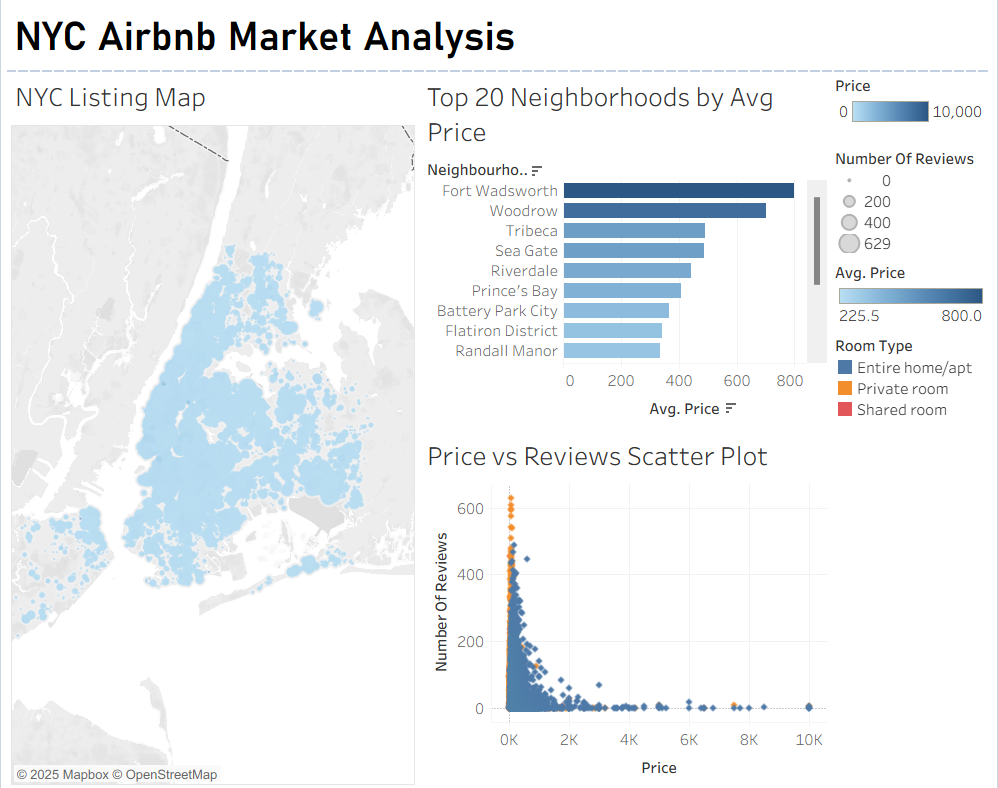 NYC Airbnb Market Analysis
NYC Listing Map
© 2025 Mapbox © OpenStreetMap
Top 20 Neighborhoods by Avg
Price
Neighbourho..
Fort Wadsworth
Woodrow
Tribeca
Sea Gate
Riverdale
Prince's Bay
Battery Park City
Flatiron District
Randall Manor
0 200 400 600 800
Avg. Price
Price vs Reviews Scatter Plot
Number Of Reviews
600
400
200
0
0K 2K 4K 6K 8K 10K
Price
Price
0 10,000
Number Of Reviews
0
200
400
629
Avg. Price
225.5 800.0
Room Type
Entire home/apt
Private room
Shared room